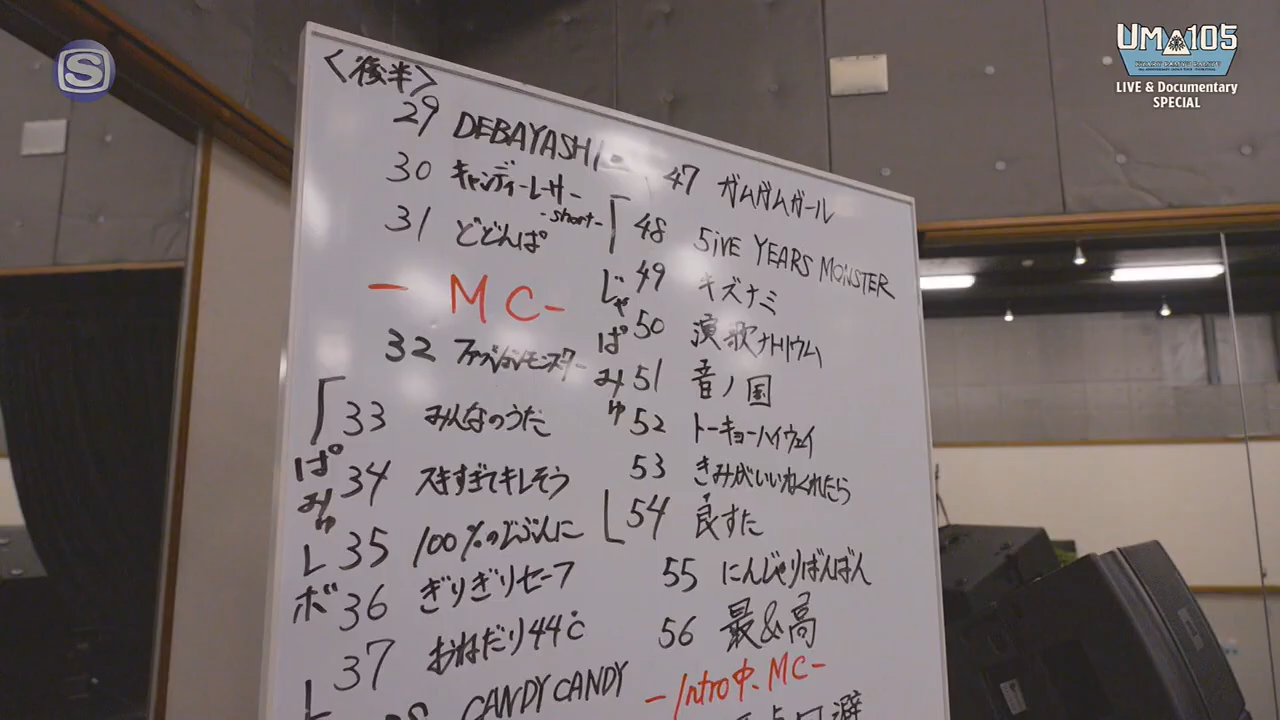 UMA105
LIVE & Documentary
SPECIAL
S
<後半>
29 DEBAYASHI
30 キャンディーレーサー
-short-
31 どどんぱ
- MC -
32 ファッションモンスター
33 みんなのうた
34 スキすぎてキレそう
35 100%のじぶんに
36 ぎりぎりセーフ
37 おねだり44℃
CANDY CANDY
ぱみゅ
レボ
47 ガムガムガール
48 5iVE YEARS MONSTER
49 キズナミ
50 演歌ナトリウム
51 音ノ国
52 トーキョーハイウェイ
53 きみがいいねくれたら
54 良すた
じゃぱみゅ
55 にんじゃりばんばん
56 最&高
- Intro中、MC -